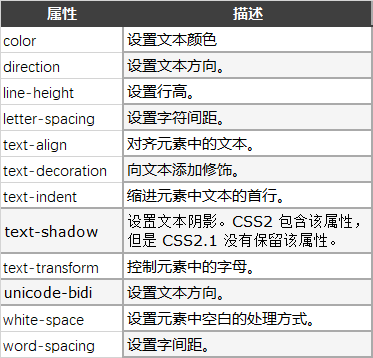 属性 描述
color 设置文本颜色
direction 设置文本方向。
line-height 设置行高。
letter-spacing 设置字符间距。
text-align 对齐元素中的文本。
text-decoration 向文本添加修饰。
text-indent 缩进元素中文本的首行。
text-shadow 设置文本阴影。CSS2 包含该属性，
但是 CSS2.1 没有保留该属性。
text-transform 控制元素中的字母。
unicode-bidi 设置文本方向。
white-space 设置元素中空白的处理方式。
word-spacing 设置字间距。